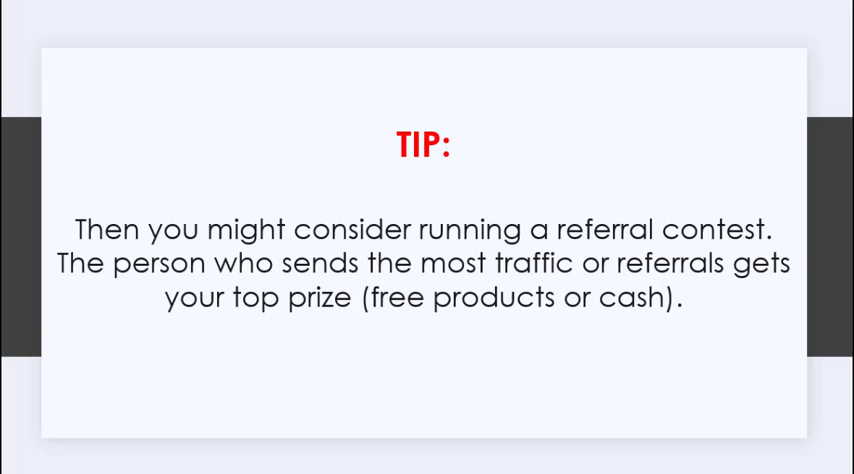 TIP:
Then you might consider running a referral contest.
The person who sends the most traffic or referrals gets
your top prize (free products or cash).